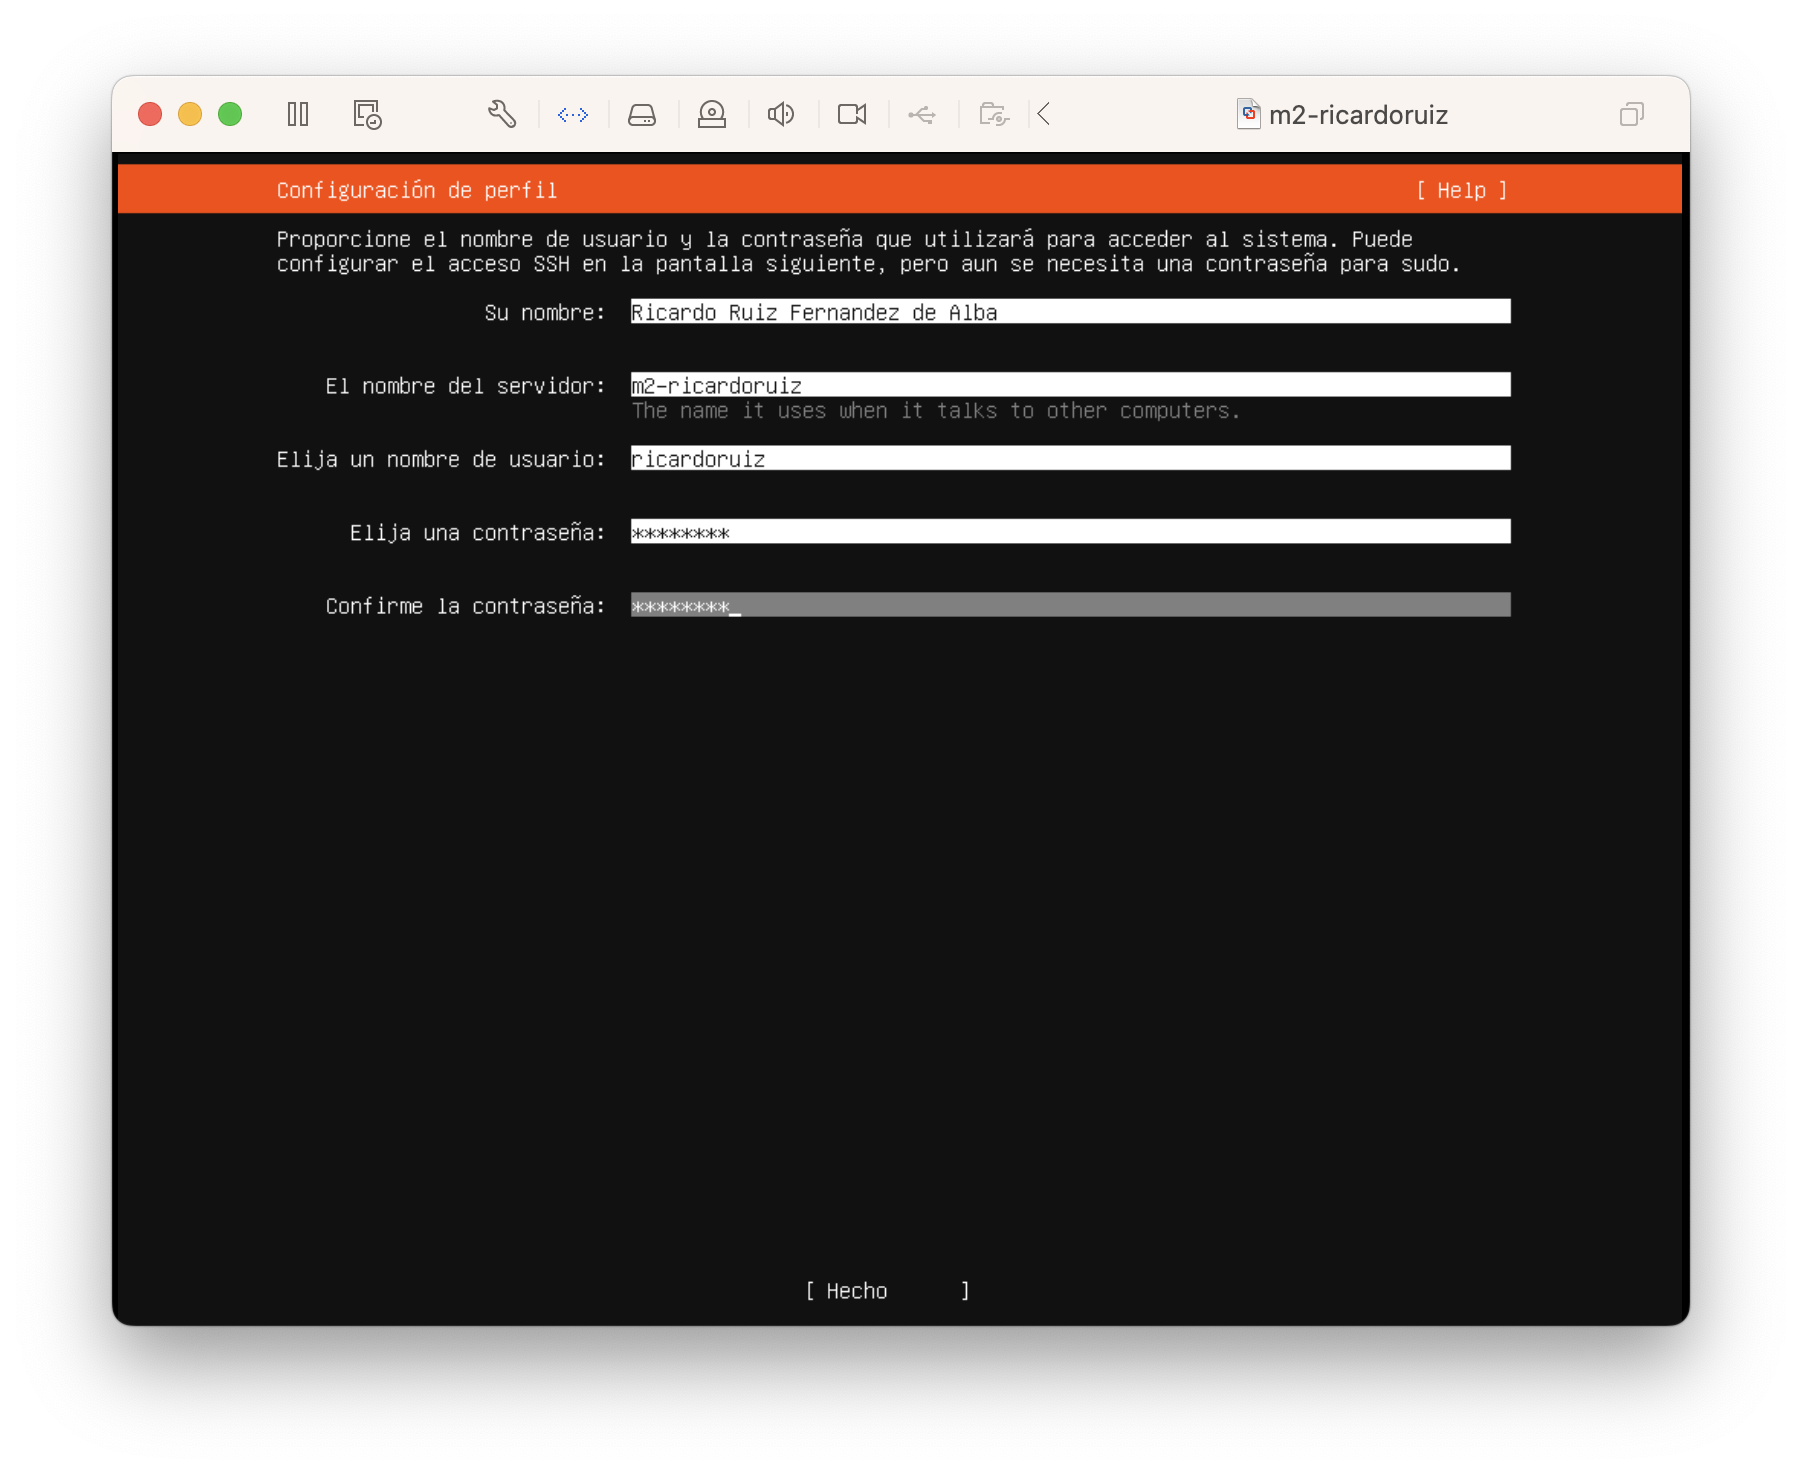 m2-ricardoruiz
Configuración de perfil [ Help ]
Proporcione el nombre de usuario y la contraseña que utilizará para acceder al sistema. Puede
configurar el acceso SSH en la pantalla siguiente, pero aun se necesita una contraseña para sudo.
Su nombre: Ricardo Ruiz Fernandez de Alba
El nombre del servidor: m2-ricardoruiz
The name it uses when it talks to other computers.
Elija un nombre de usuario: ricardoruiz
Elija una contraseña: ********
Confirme la contraseña: ********_
[ Hecho ]